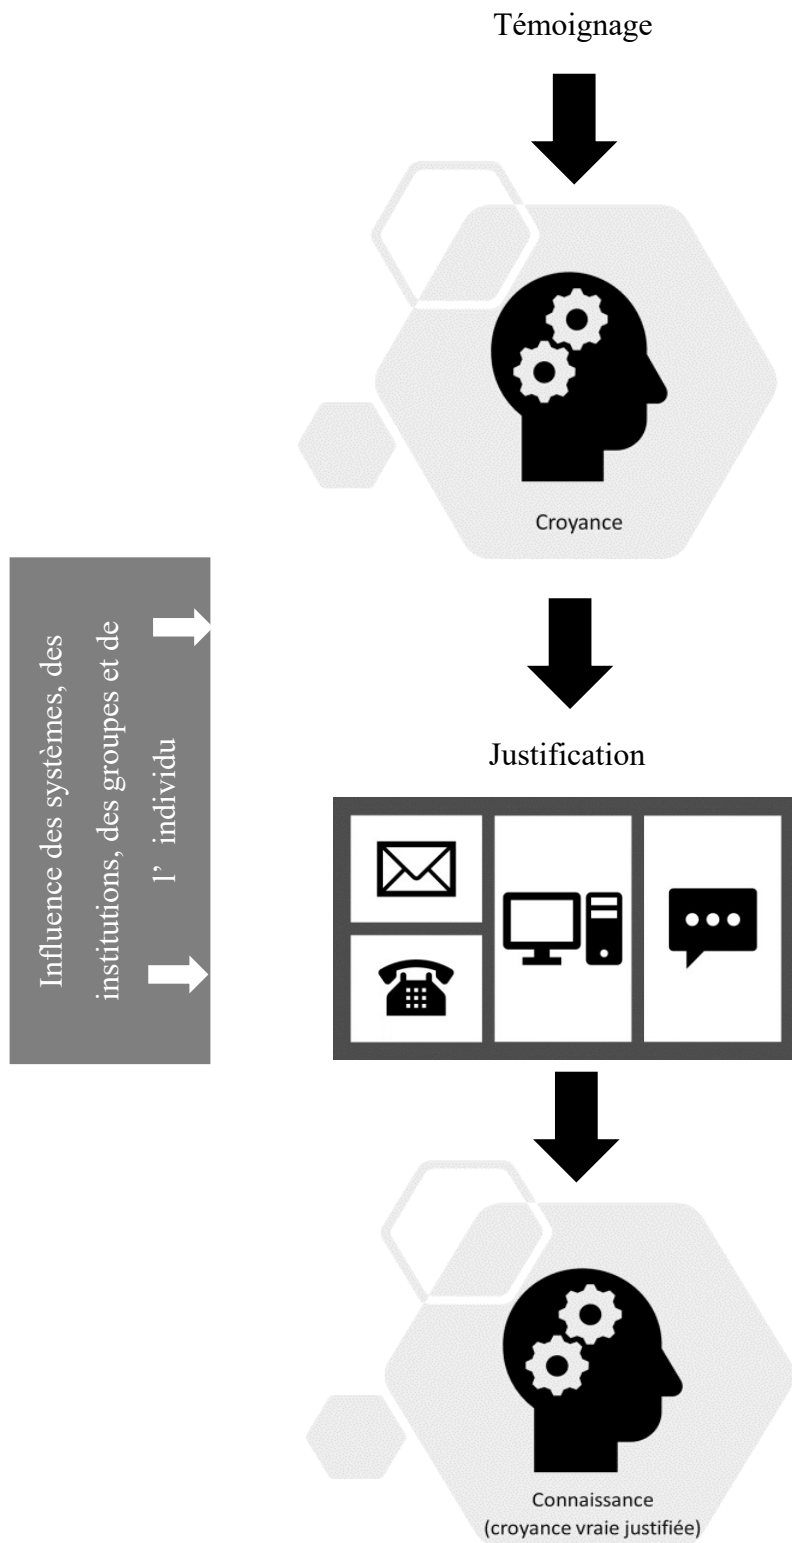 Témoignage
Croyance
Influence des systèmes, des
institutions, des groupes et de
l’ individu
Justification
Connaissance
(croyance vraie justifiée)